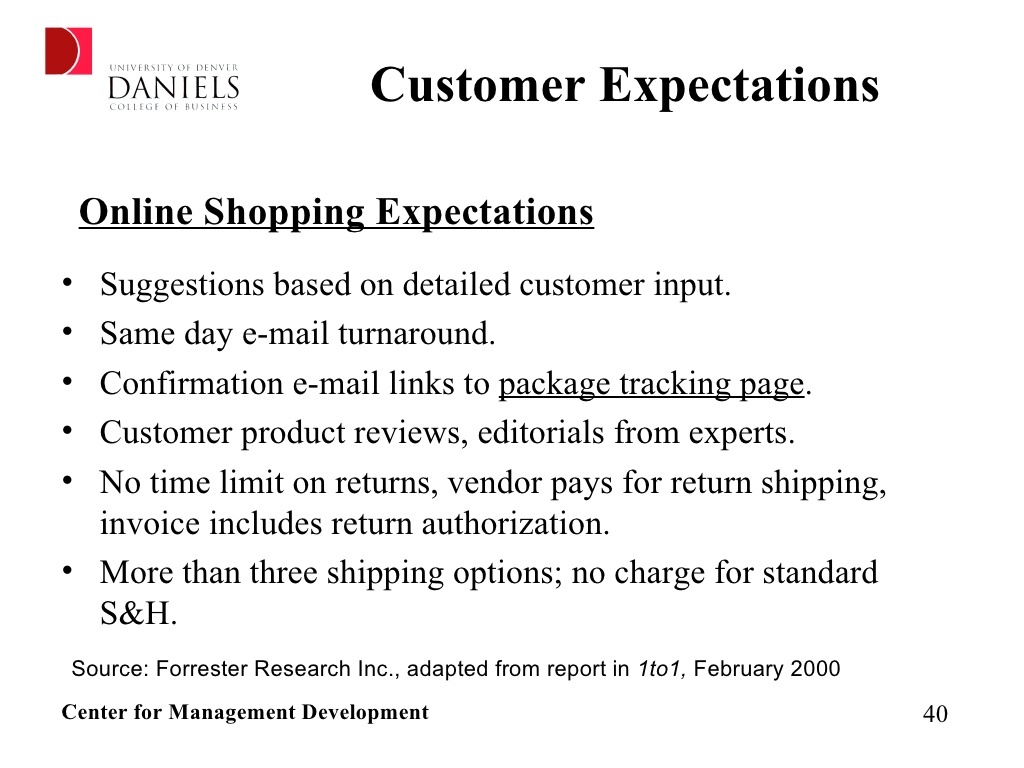 UNIVERSITY OF DENVER
DANIELS
COLLEGE OF BUSINESS
Customer Expectations
Online Shopping Expectations
• Suggestions based on detailed customer input.
• Same day e-mail turnaround.
• Confirmation e-mail links to package tracking page.
• Customer product reviews, editorials from experts.
• No time limit on returns, vendor pays for return shipping,
invoice includes return authorization.
• More than three shipping options; no charge for standard
S&H.
Source: Forrester Research Inc., adapted from report in 1to1, February 2000
Center for Management Development
40